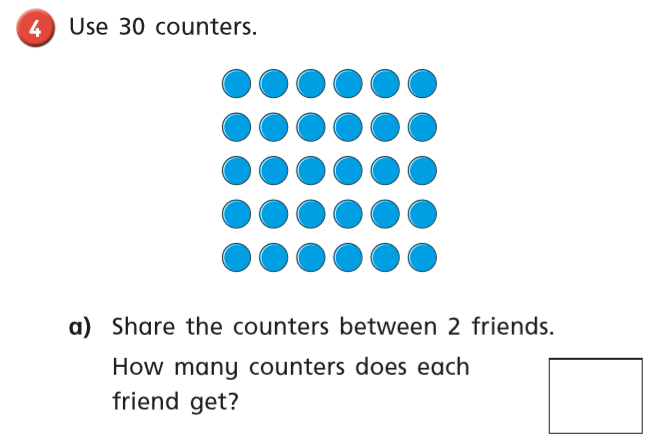 4 Use 30 counters.
a) Share the counters between 2 friends.
How many counters does each
friend get?